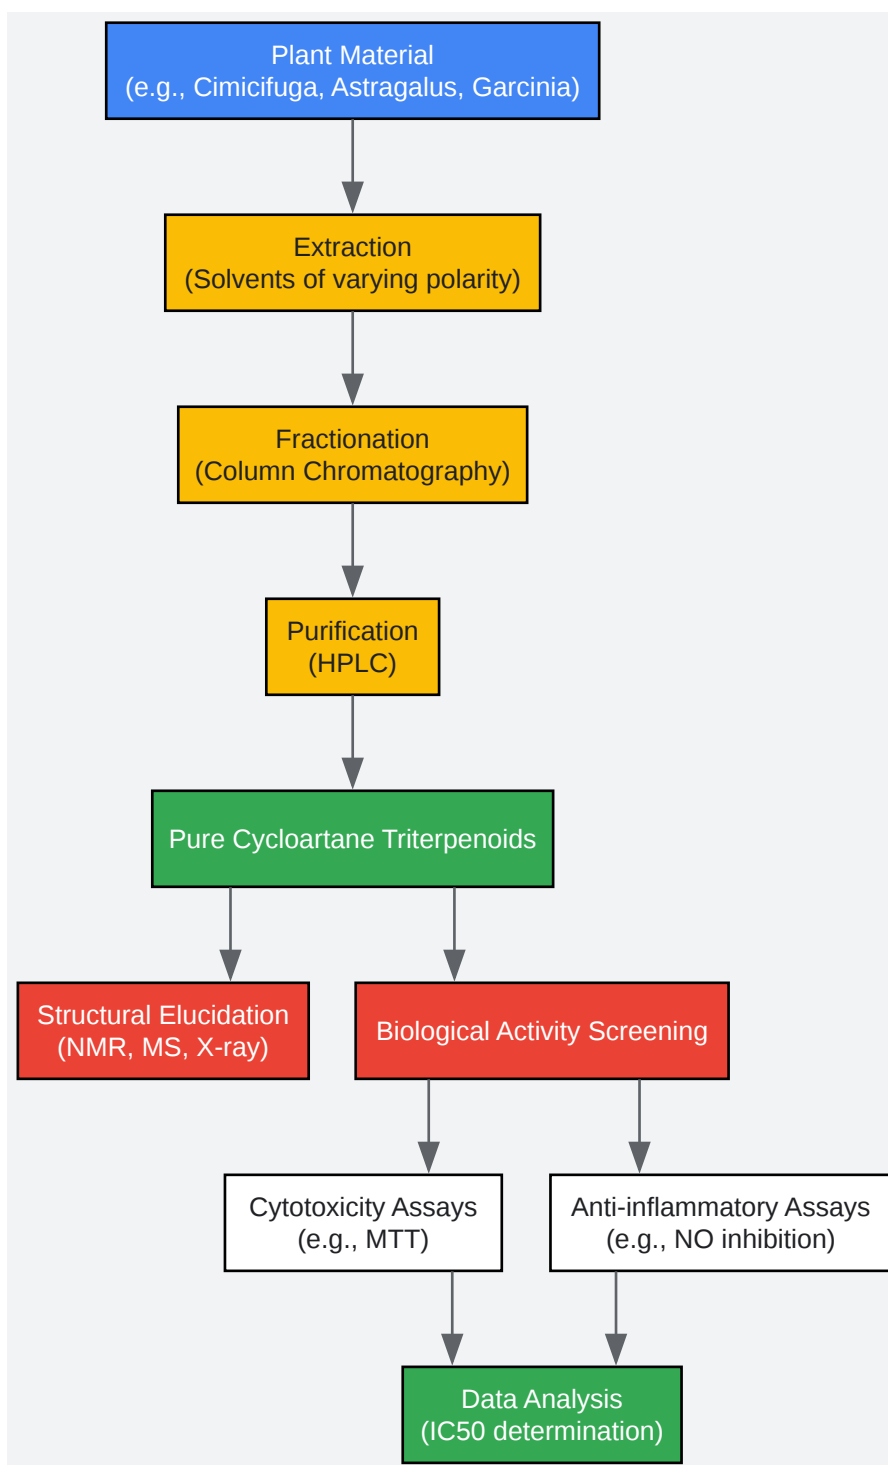 Plant Material
(e.g., Cimicifuga, Astragalus, Garcinia)
Extraction
(Solvents of varying polarity)
Fractionation
(Column Chromatography)
Purification
(HPLC)
Pure Cycloartane Triterpenoids
Structural Elucidation
(NMR, MS, X-ray)
Biological Activity Screening
Cytotoxicity Assays
(e.g., MTT)
Anti-inflammatory Assays
(e.g., NO inhibition)
Data Analysis
(IC50 determination)